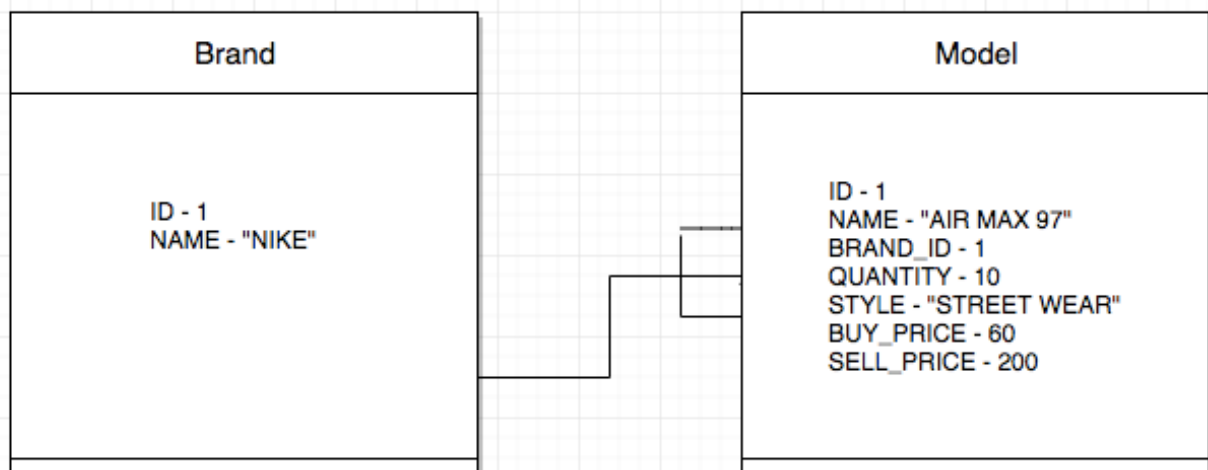 Brand
ID - 1
NAME - "NIKE"
Model
ID - 1
NAME - "AIR MAX 97"
BRAND_ID - 1
QUANTITY - 10
STYLE - "STREET WEAR"
BUY_PRICE - 60
SELL_PRICE - 200